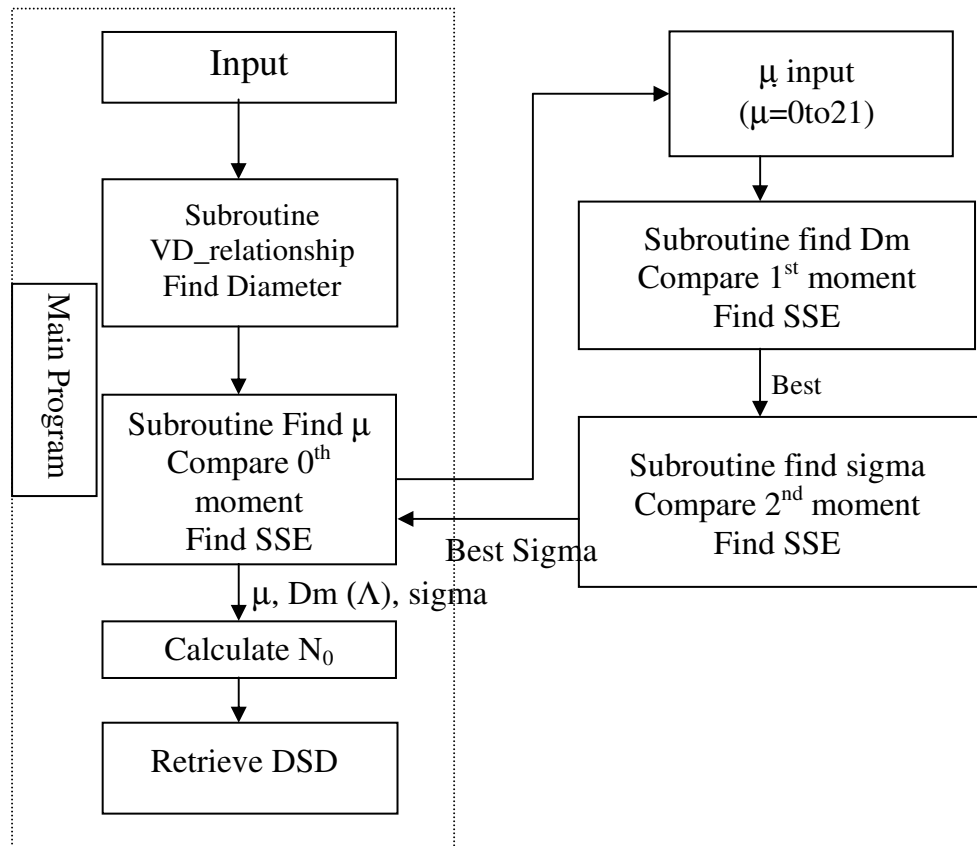 Input
Subroutine
VD_relationship
Find Diameter
Main Program
Subroutine Find μ
Compare 0th
moment
Find SSE
μ, Dm (Λ), sigma
Calculate N0
Retrieve DSD
μ input
(μ=0to21)
Subroutine find Dm
Compare 1st moment
Find SSE
Best
Subroutine find sigma
Compare 2nd moment
Find SSE
Best Sigma